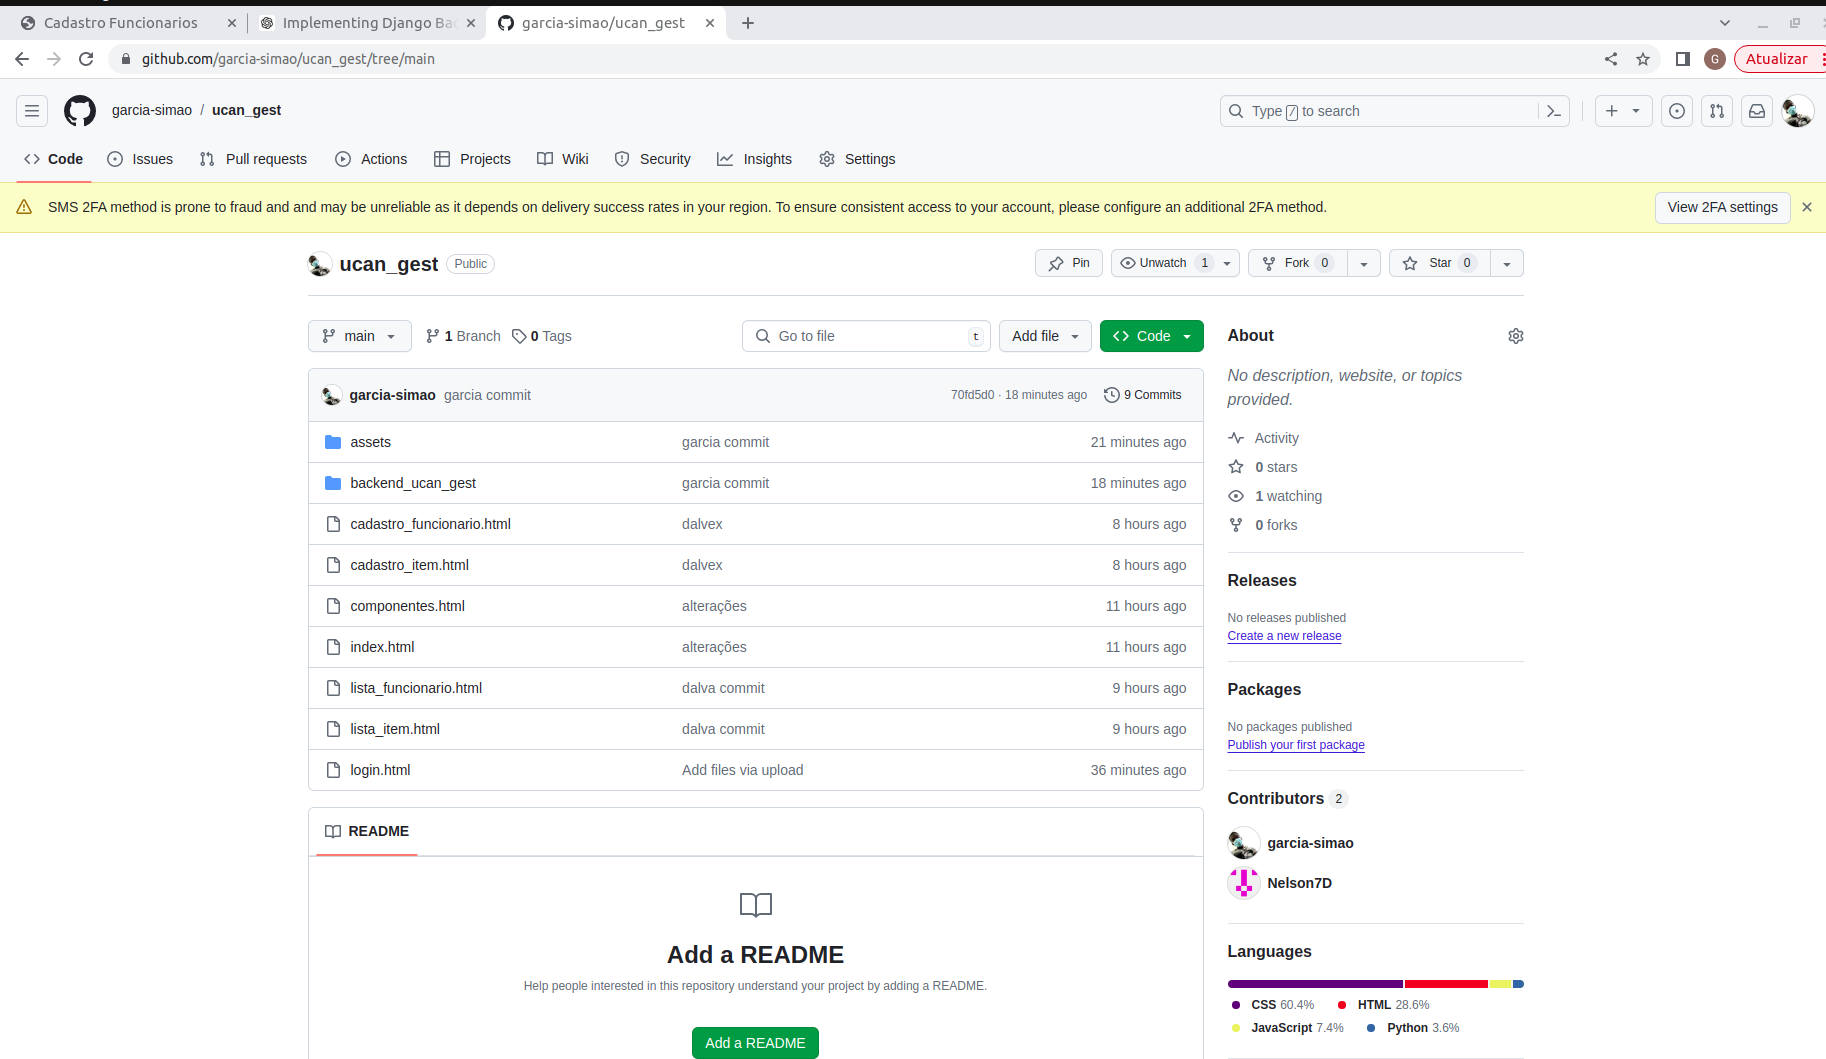 Cadastro Funcionarios
Implementing Django Bac
garcia-simao/ucan_gest
github.com/garcia-simao/ucan_gest/tree/main
G
Atualizar
garcia-simao / ucan_gest
Type / to search
Code Issues Pull requests Actions Projects Wiki Security Insights Settings
SMS 2FA method is prone to fraud and and may be unreliable as it depends on delivery success rates in your region. To ensure consistent access to your account, please configure an additional 2FA method.
View 2FA settings
ucan_gest Public
Pin
Unwatch 1
Fork 0
Star 0
main
1 Branch
0 Tags
Go to file t
Add file
Code
garcia-simao garcia commit 70fd5d0 · 18 minutes ago 9 Commits
assets garcia commit 21 minutes ago
backend_ucan_gest garcia commit 18 minutes ago
cadastro_funcionario.html dalvex 8 hours ago
cadastro_item.html dalvex 8 hours ago
componentes.html alterações 11 hours ago
index.html alterações 11 hours ago
lista_funcionario.html dalva commit 9 hours ago
lista_item.html dalva commit 9 hours ago
login.html Add files via upload 36 minutes ago
README
Add a README
Help people interested in this repository understand your project by adding a README.
Add a README
About
No description, website, or topics
provided.
Activity
0 stars
1 watching
0 forks
Releases
No releases published
Create a new release
Packages
No packages published
Publish your first package
Contributors 2
garcia-simao
Nelson7D
Languages
CSS 60.4% HTML 28.6%
JavaScript 7.4% Python 3.6%